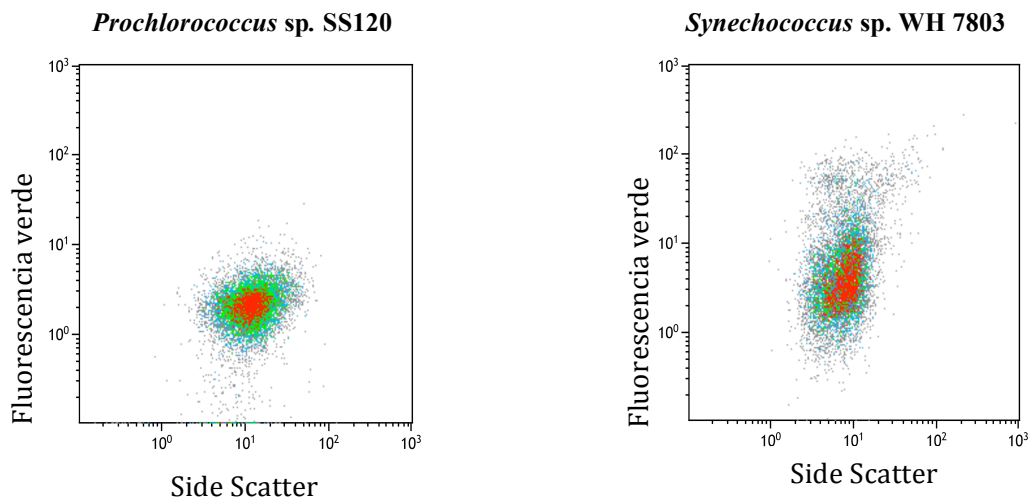 Prochlorococcus sp. SS120
Synechococcus sp. WH 7803
Fluorescencia verde
10³
10²
10¹
10⁰
10⁰ 10¹ 10² 10³
Side Scatter
Fluorescencia verde
10³
10²
10¹
10⁰
10⁰ 10¹ 10² 10³
Side Scatter